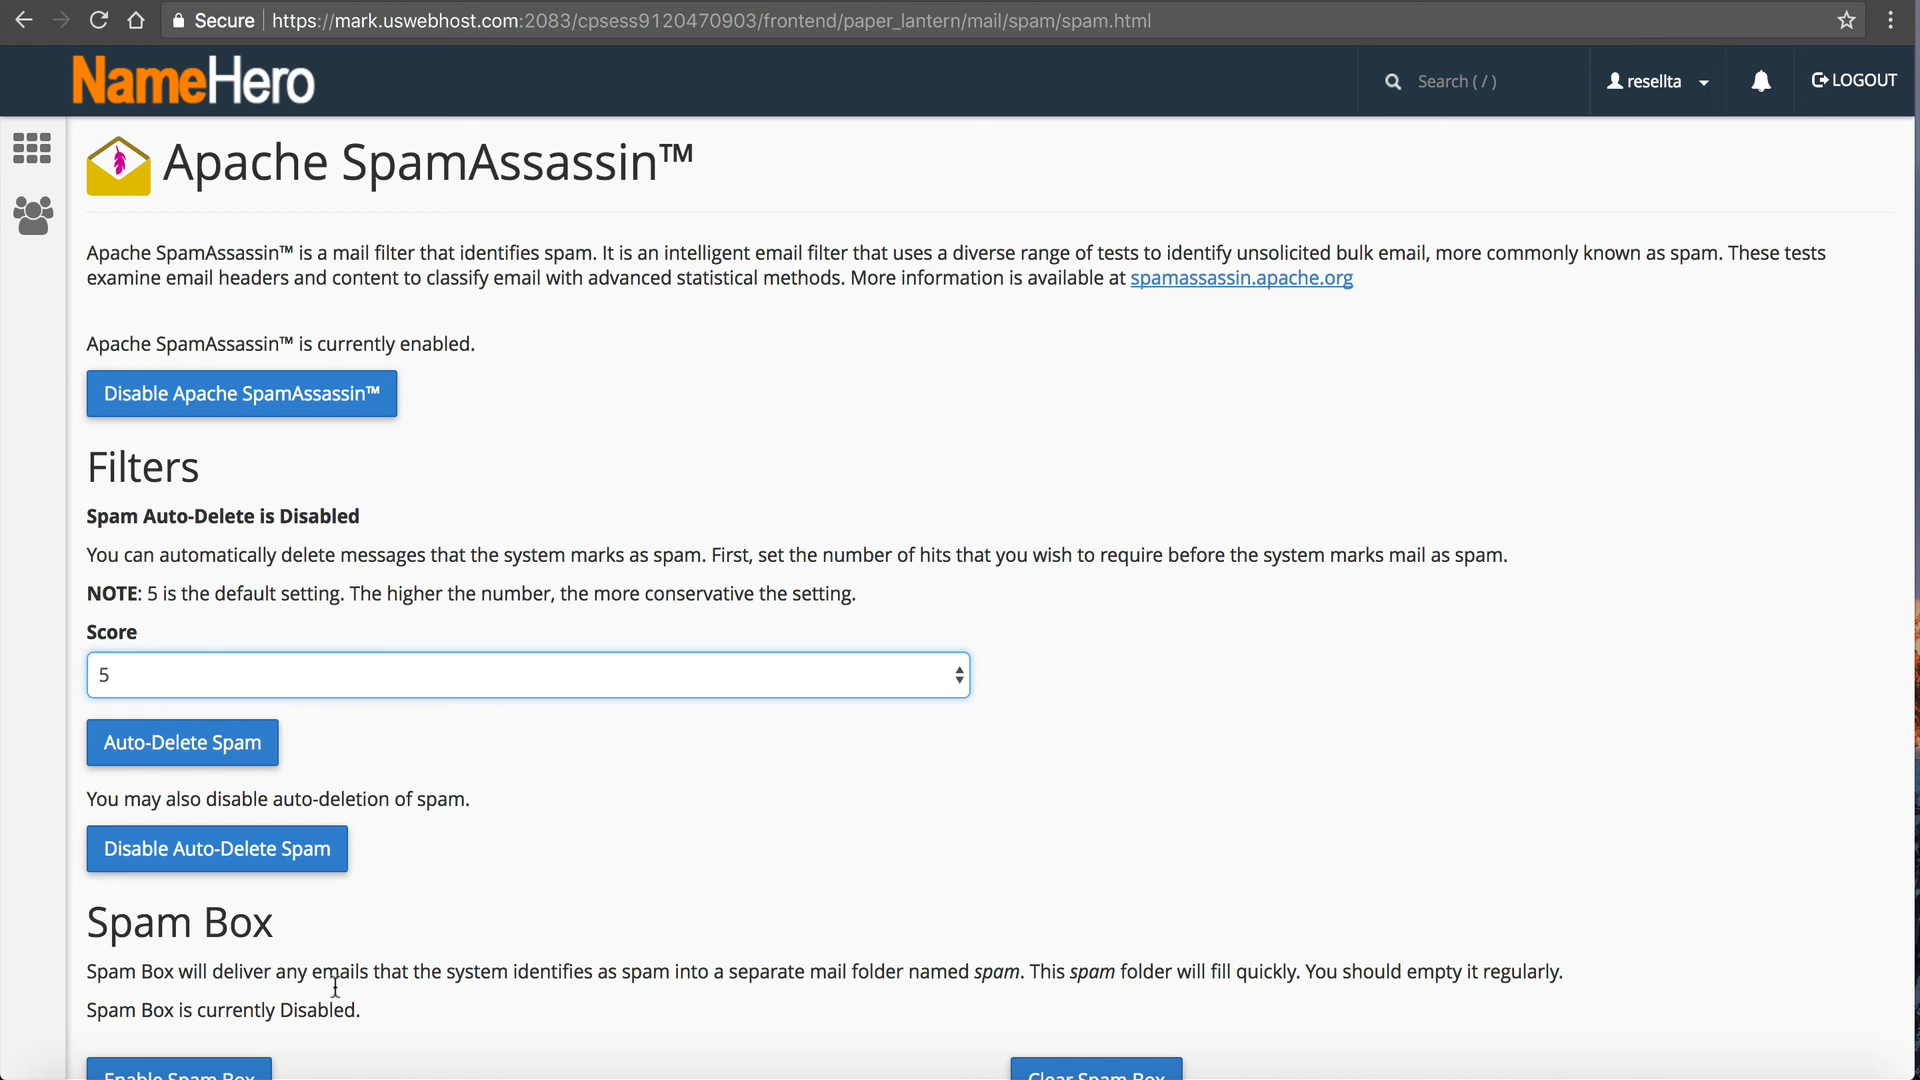 Secure https://mark.uswebhost.com:2083/cpsess9120470903/frontend/paper_lantern/mail/spam/spam.html
NameHero
Search ( / )
resellta
LOGOUT
Apache SpamAssassin™
Apache SpamAssassin™ is a mail filter that identifies spam. It is an intelligent email filter that uses a diverse range of tests to identify unsolicited bulk email, more commonly known as spam. These tests
examine email headers and content to classify email with advanced statistical methods. More information is available at spamassassin.apache.org
Apache SpamAssassin™ is currently enabled.
Disable Apache SpamAssassin™
Filters
Spam Auto-Delete is Disabled
You can automatically delete messages that the system marks as spam. First, set the number of hits that you wish to require before the system marks mail as spam.
NOTE: 5 is the default setting. The higher the number, the more conservative the setting.
Score
5
Auto-Delete Spam
You may also disable auto-deletion of spam.
Disable Auto-Delete Spam
Spam Box
Spam Box will deliver any emails that the system identifies as spam into a separate mail folder named spam. This spam folder will fill quickly. You should empty it regularly.
Spam Box is currently Disabled.
Enable Spam Box
Clear Spam Box